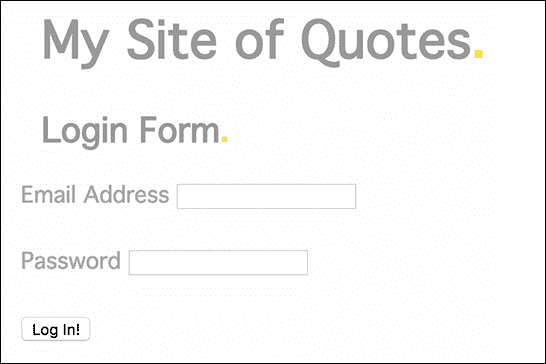 My Site of Quotes.
Login Form.
Email Address
Password
Log In!